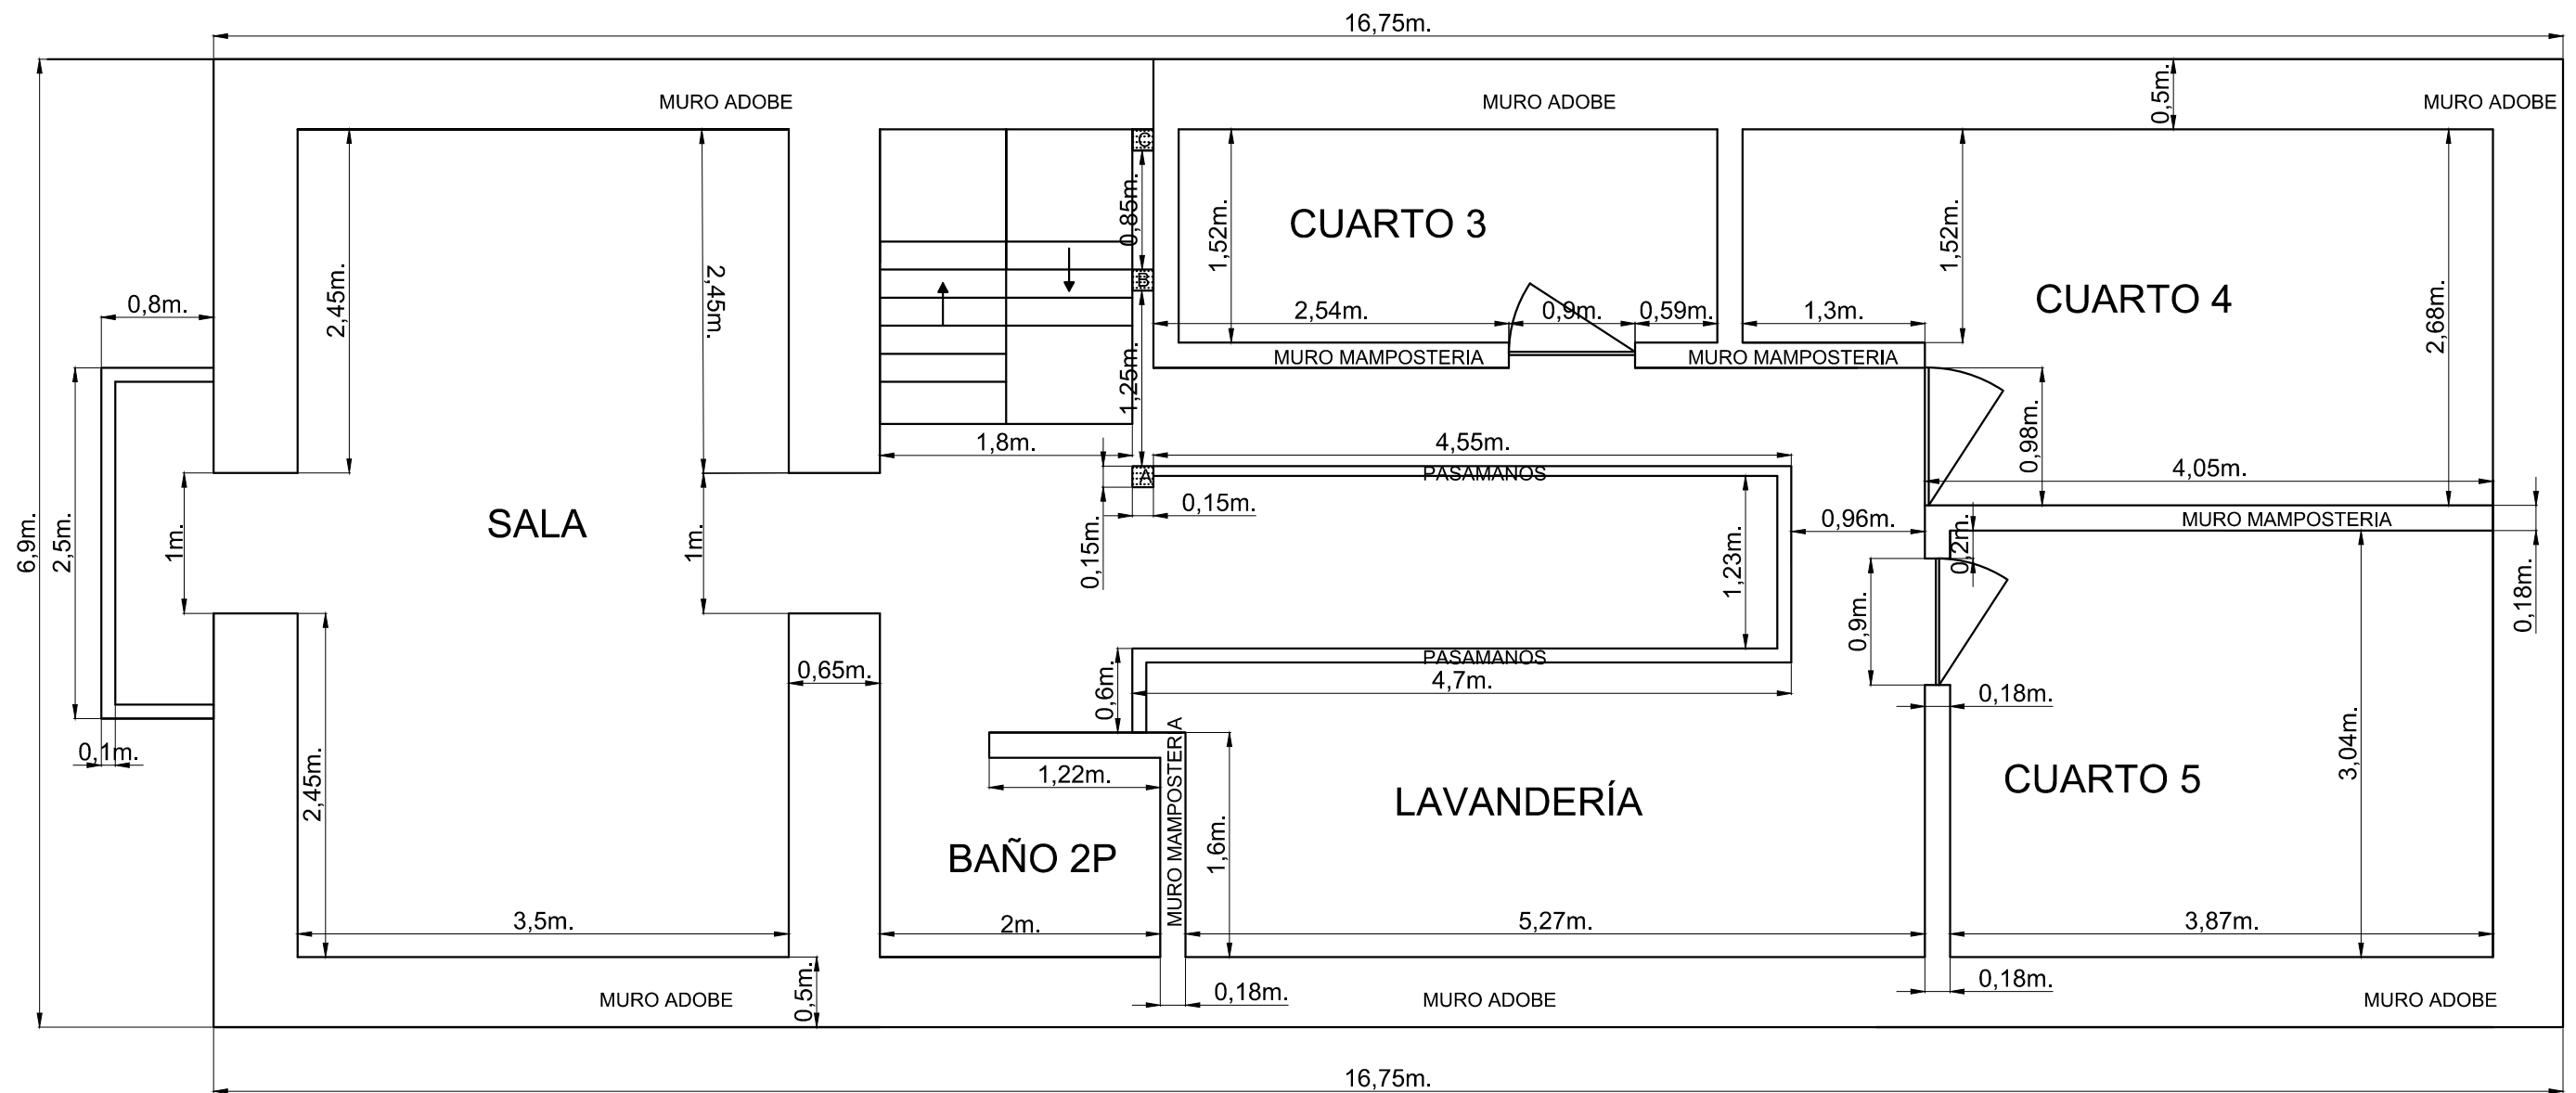 16,75m.
MURO ADOBE
MURO ADOBE
0,5m.
MURO ADOBE
C
0,85m.
1,52m.
CUARTO 3
1,52m.
2,45m.
2,45m.
B
CUARTO 4
2,68m.
0,8m.
2,54m.
0,9m.
0,59m.
1,3m.
MURO MAMPOSTERIA
MURO MAMPOSTERIA
1,25m.
1,8m.
4,55m.
0,98m.
4,05m.
A
PASAMANOS
0,15m.
0,15m.
6,9m.
2,5m.
1m.
SALA
1m.
1,23m.
0,96m.
MURO MAMPOSTERIA
0,2m.
0,18m.
0,9m.
PASAMANOS
0,65m.
0,6m.
4,7m.
0,18m.
0,1m.
2,45m.
1,22m.
MURO MAMPOSTERIA
LAVANDERÍA
CUARTO 5
3,04m.
BAÑO 2P
1,6m.
3,5m.
2m.
5,27m.
3,87m.
0,5m.
0,18m.
0,18m.
MURO ADOBE
MURO ADOBE
MURO ADOBE
16,75m.